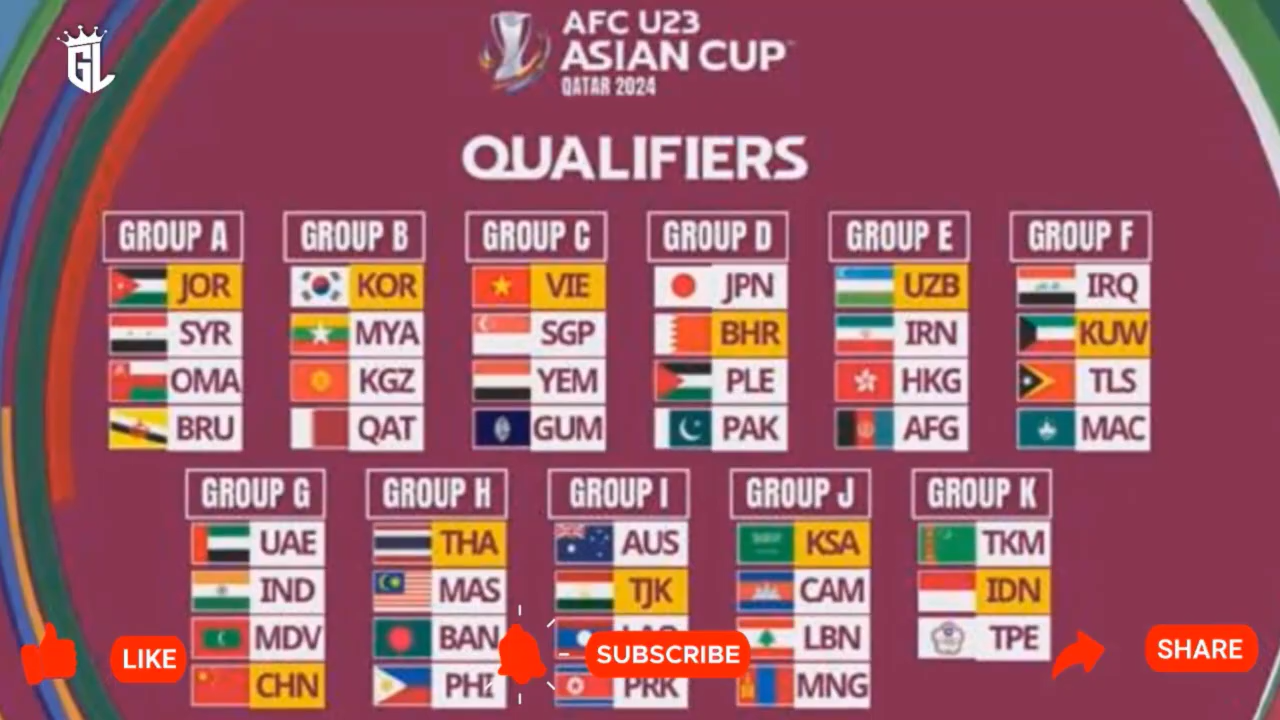 GL
AFC U23
ASIAN CUP™
QATAR 2024
QUALIFIERS
GROUP A
JOR
SYR
OMA
BRU
GROUP B
KOR
MYA
KGZ
QAT
GROUP C
VIE
SGP
YEM
GUM
GROUP D
JPN
BHR
PLE
PAK
GROUP E
UZB
IRN
HKG
AFG
GROUP F
IRQ
KUW
TLS
MAC
GROUP G
UAE
IND
MDV
CHN
GROUP H
THA
MAS
BAN
PHI
GROUP I
AUS
TJK
PRK
GROUP J
KSA
CAM
LBN
MNG
GROUP K
TKM
IDN
TPE
LIKE
SUBSCRIBE
SHARE